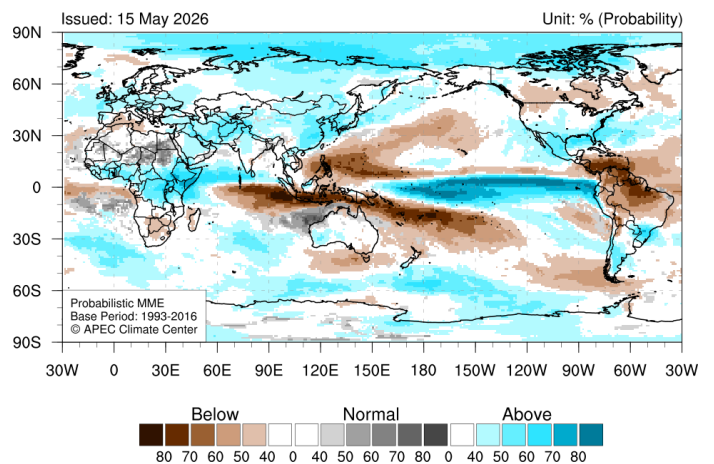 Issued: 15 May 2026 Unit: % (Probability)
90N
60N
30N
0
30S
60S
90S
Probabilistic MME
Base Period: 1993-2016
© APEC Climate Center
30W 0 30E 60E 90E 120E 150E 180 150W 120W 90W 60W 30W
Below Normal Above
80 70 60 50 40 0 40 50 60 70 80 0 40 50 60 70 80